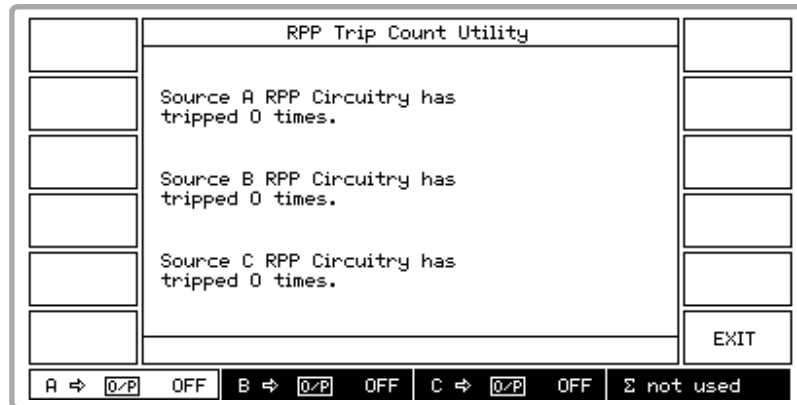 RPP Trip Count Utility
Source A RPP Circuitry has
tripped 0 times.
Source B RPP Circuitry has
tripped 0 times.
Source C RPP Circuitry has
tripped 0 times.
EXIT
A ⇨ O/P OFF B ⇨ O/P OFF C ⇨ O/P OFF Σ not used